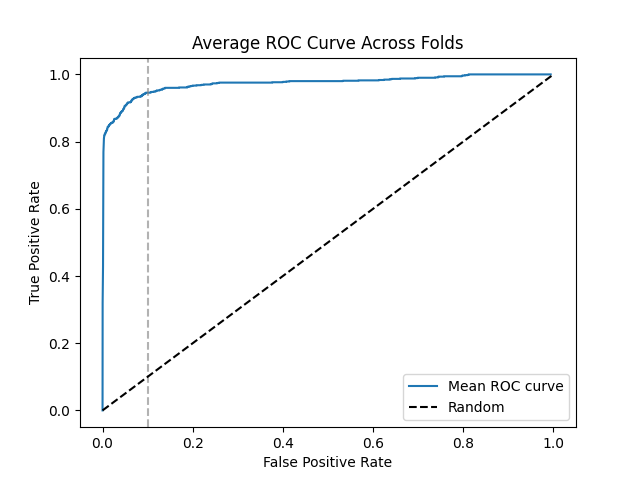 Average ROC Curve Across Folds
True Positive Rate
1.0
0.8
0.6
0.4
0.2
0.0
0.0 0.2 0.4 0.6 0.8 1.0
False Positive Rate
Mean ROC curve
Random